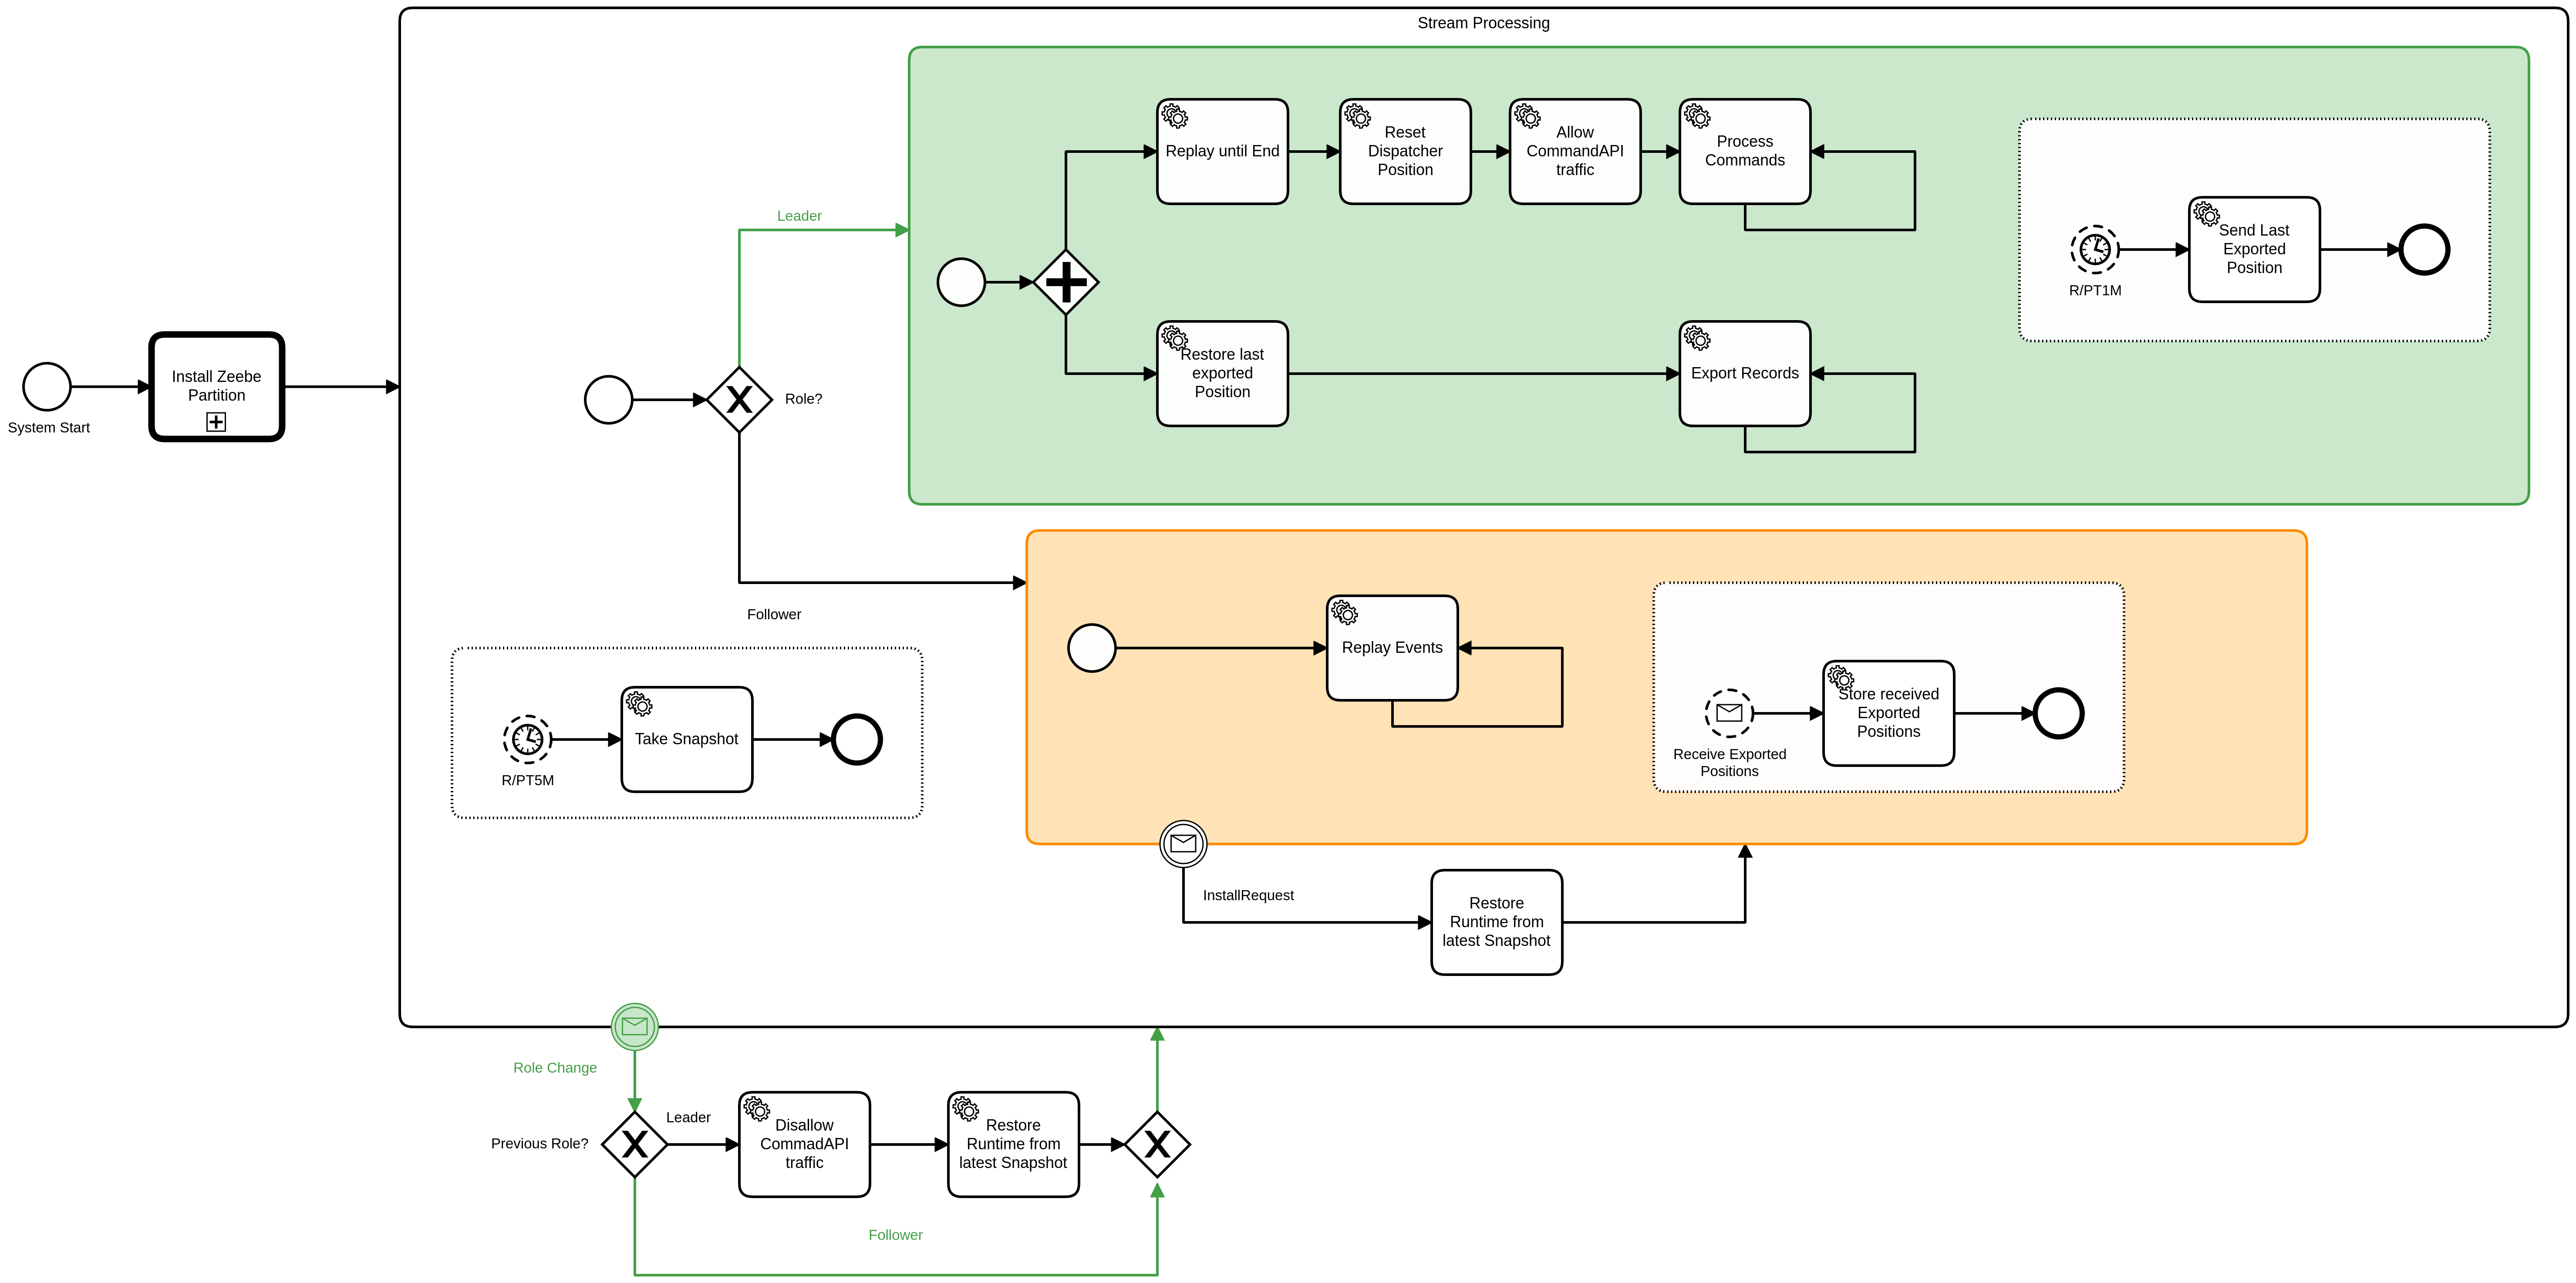 Stream Processing
Replay until End
Reset
Dispatcher
Position
Allow
CommandAPI
traffic
Process
Commands
Leader
Send Last
Exported
Position
R/PT1M
Install Zeebe
Partition
System Start
Role?
Restore last
exported
Position
Export Records
Follower
Replay Events
Store received
Exported
Positions
Receive Exported
Positions
Take Snapshot
R/PT5M
InstallRequest
Restore
Runtime from
latest Snapshot
Role Change
Leader
Previous Role?
Disallow
CommadAPI
traffic
Restore
Runtime from
latest Snapshot
Follower